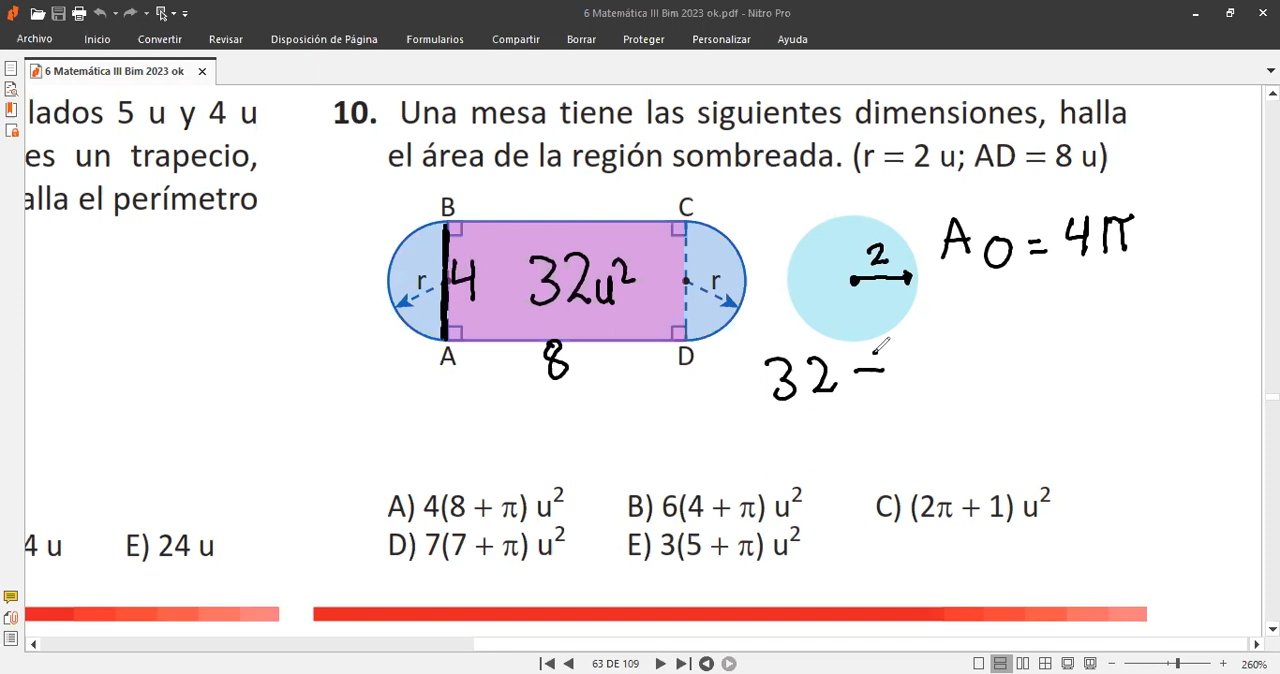 6 Matemática III Bim 2023 ok.pdf - Nitro Pro
Archivo Inicio Convertir Revisar Disposición de Página Formularios Compartir Borrar Proteger Personalizar Ayuda
6 Matemática III Bim 2023 ok
lados 5 u y 4 u
es un trapecio,
alla el perímetro
4 u E) 24 u
10. Una mesa tiene las siguientes dimensiones, halla
el área de la región sombreada. (r = 2 u; AD = 8 u)
B C
r 4 32u² r 2 A O = 4π
A 8 D
32 -
A) 4(8 + π) u² B) 6(4 + π) u² C) (2π + 1) u²
D) 7(7 + π) u² E) 3(5 + π) u²
63 DE 109 260%